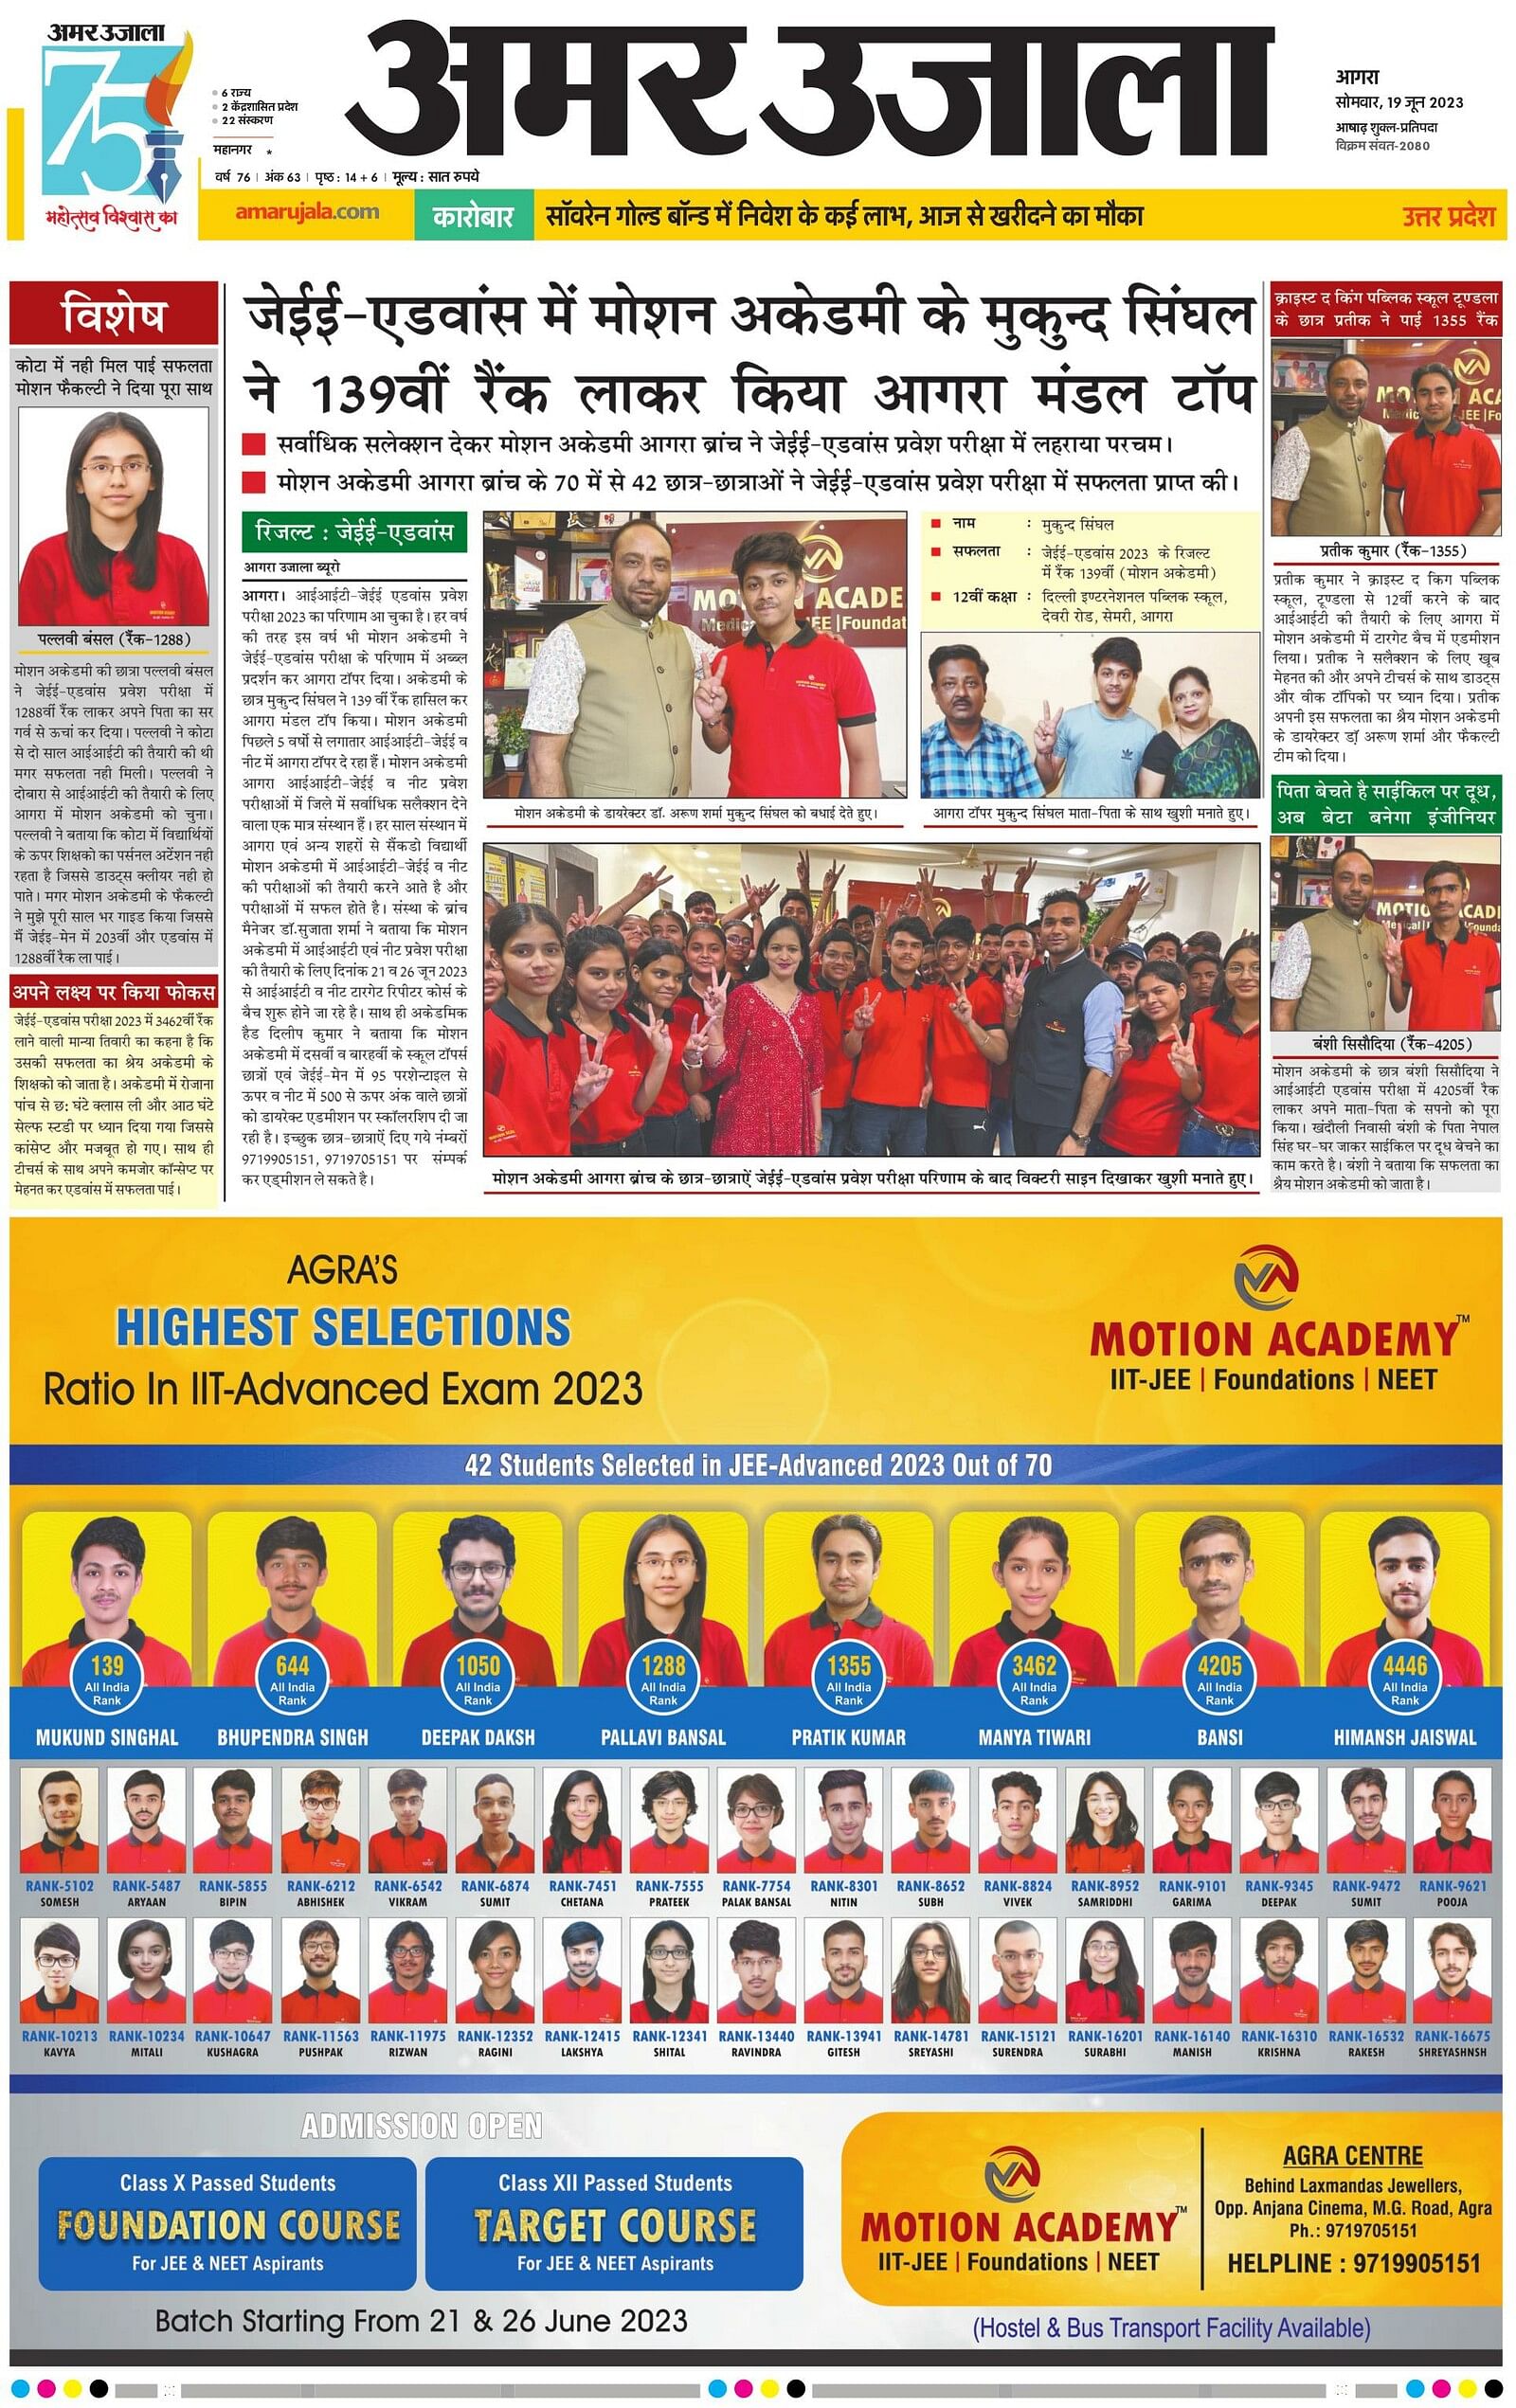 अमर उजाला
75
महोत्सव विश्वास का
6 राज्य
2 केंद्रशासित प्रदेश
22 संस्करण
महानगर *
वर्ष 76 | अंक 63 | पृष्ठ : 14 + 6 | मूल्य : सात रुपये
अमर उजाला
आगरा
सोमवार, 19 जून 2023
आषाढ़ शुक्ल-प्रतिपदा
विक्रम संवत-2080
amarujala.com
कारोबार
सॉवरेन गोल्ड बॉन्ड में निवेश के कई लाभ, आज से खरीदने का मौका
उत्तर प्रदेश
विशेष
कोटा में नही मिल पाई सफलता
मोशन फैकल्टी ने दिया पूरा साथ
पल्लवी बंसल (रैंक-1288)
मोशन अकेडमी की छात्रा पल्लवी बंसल
ने जेईई-एडवांस प्रवेश परीक्षा में
1288वीं रैंक लाकर अपने पिता का सर
गर्व से ऊचां कर दिया। पल्लवी ने कोटा
से दो साल आईआईटी की तैयारी की थी
मगर सफलता नही मिली। पल्लवी ने
दोबारा से आईआईटी की तैयारी के लिए
आगरा में मोशन अकेडमी को चुना।
पल्लवी ने बताया कि कोटा में विद्यार्थियों
के ऊपर शिक्षको का पर्सनल अटेंशन नही
रहता है जिससे डाउट्स क्लीयर नही हो
पाते। मगर मोशन अकेडमी के फैकल्टी
ने मुझे पूरी साल भर गाइड किया जिससे
मैं जेईइ-मेन में 203वीं और एडवांस में
1288वीं रैक ला पाई।
अपने लक्ष्य पर किया फोकस
जेईई-एडवांस परीक्षा 2023 में 3462वीं रैंक
लाने वाली मान्या तिवारी का कहना है कि
उसकी सफलता का श्रेय अकेडमी के
शिक्षको को जाता है। अकेडमी में रोजाना
पांच से छ: घंटे क्लास ली और आठ घंटे
सेल्फ स्टडी पर ध्यान दिया गया जिससे
कांसेप्ट और मजबूत हो गए। साथ ही
टीचर्स के साथ अपने कमजोर कॉन्सेप्ट पर
मेहनत कर एडवांस में सफलता पाई।
जेईई-एडवांस में मोशन अकेडमी के मुकुन्द सिंघल
ने 139वीं रैंक लाकर किया आगरा मंडल टॉप
सर्वाधिक सलेक्शन देकर मोशन अकेडमी आगरा ब्रांच ने जेईई-एडवांस प्रवेश परीक्षा में लहराया परचम।
मोशन अकेडमी आगरा ब्रांच के 70 में से 42 छात्र-छात्राओं ने जेईई-एडवांस प्रवेश परीक्षा में सफलता प्राप्त की।
रिजल्ट : जेईई-एडवांस
आगरा उजाला ब्यूरो
आगरा। आईआईटी-जेईई एडवांस प्रवेश
परीक्षा 2023 का परिणाम आ चुका है। हर वर्ष
की तरह इस वर्ष भी मोशन अकेडमी ने
जेईई-एडवांस परीक्षा के परिणाम में अब्बल
प्रदर्शन कर आगरा टॉपर दिया। अकेडमी के
छात्र मुकुन्द सिंघल ने 139 वीं रैंक हासिल कर
आगरा मंडल टॉप किया। मोशन अकेडमी
पिछले 5 वर्षो से लगातार आईआईटी-जेईई व
नीट में आगरा टॉपर दे रहा हैं। मोशन अकेडमी
आगरा आईआईटी-जेईई व नीट प्रवेश
परीक्षाओं में जिले में सर्वाधिक सलैक्शन देने
वाला एक मात्र संस्थान हैं। हर साल संस्थान में
आगरा एवं अन्य शहरों से सैंकडो विद्यार्थी
मोशन अकेडमी में आईआईटी-जेईई व नीट
की परीक्षाओं की तैयारी करने आते है और
परीक्षाओं में सफल होते है। संस्था के ब्रांच
मैनेजर डॉ.सुजाता शर्मा ने बताया कि मोशन
अकेडमी में आईआईटी एवं नीट प्रवेश परीक्षा
की तैयारी के लिए दिनांक 21 व 26 जून 2023
से आईआईटी व नीट टारगेट रिपीटर कोर्स के
बैच शुरू होने जा रहे है। साथ ही अकेडमिक
हैड दिलीप कुमार ने बताया कि मोशन
अकेडमी में दसवीं व बारहवीं के स्कूल टॉपर्स
छात्रों एवं जेईई-मेन में 95 परशेन्टाइल से
ऊपर व नीट में 500 से ऊपर अंक वाले छात्रों
को डायरेक्ट एडमीशन पर स्कॉलरशिप दी जा
रही है। इच्छुक छात्र-छात्राऐं दिए गये नंम्बरों
9719905151, 9719705151 पर संम्पर्क
कर एड्मीशन ले सकते है।
मोशन अकेडमी के डायरेक्टर डॉ. अरूण शर्मा मुकुन्द सिंघल को बधाई देते हुए।
नाम : मुकुन्द सिंघल
सफलता : जेईई-एडवांस 2023 के रिजल्ट
में रैंक 139वीं (मोशन अकेडमी)
12वीं कक्षा : दिल्ली इण्टरनेशनल पब्लिक स्कूल,
देवरी रोड, सेमरी, आगरा
आगरा टॉपर मुकुन्द सिंघल माता-पिता के साथ खुशी मनाते हुए।
मोशन अकेडमी आगरा ब्रांच के छात्र-छात्राऐं जेईई-एडवांस प्रवेश परीक्षा परिणाम के बाद विक्टरी साइन दिखाकर खुशी मनाते हुए।
क्राइस्ट द किंग पब्लिक स्कूल टूण्डला
के छात्र प्रतीक ने पाई 1355 रैंक
प्रतीक कुमार (रैंक-1355)
प्रतीक कुमार ने क्राइस्ट द किग पब्लिक
स्कूल, टूण्डला से 12वीं करने के बाद
आईआईटी की तैयारी के लिए आगरा में
मोशन अकेडमी में टारगेट बैच में एडमीशन
लिया। प्रतीक ने सलैक्शन के लिए खूब
मेहनत की और अपने टीचर्स के साथ डाउट्स
और वीक टॉपिको पर ध्यान दिया। प्रतीक
अपनी इस सफलता का श्रैय मोशन अकेडमी
के डायरेक्टर डॉ़ अरूण शर्मा और फैकल्टी
टीम को दिया।
पिता बेचते है साईकिल पर दूध,
अब बेटा बनेगा इंजीनियर
बंशी सिसौदिया (रैंक-4205)
मोशन अकेडमी के छात्र बंशी सिसौदिया ने
आईआईटी एडवांस परीक्षा में 4205वीं रैक
लाकर अपने माता-पिता के सपनो को पूरा
किया। खंदौली निवासी बंशी के पिता नेपाल
सिंह घर-घर जाकर साईकिल पर दूध बेचने का
काम करते है। बंशी ने बताया कि सफलता का
श्रैय मोशन अकेडमी को जाता है।
AGRA'S
HIGHEST SELECTIONS
Ratio In IIT-Advanced Exam 2023
MOTION ACADEMY™
IIT-JEE | Foundations | NEET
42 Students Selected in JEE-Advanced 2023 Out of 70
139 All India Rank
644 All India Rank
1050 All India Rank
1288 All India Rank
1355 All India Rank
3462 All India Rank
4205 All India Rank
4446 All India Rank
MUKUND SINGHAL BHUPENDRA SINGH DEEPAK DAKSH PALLAVI BANSAL PRATIK KUMAR MANYA TIWARI BANSI HIMANSH JAISWAL
RANK-5102 RANK-5487 RANK-5855 RANK-6212 RANK-6542 RANK-6874 RANK-7451 RANK-7555 RANK-7754 RANK-8301 RANK-8652 RANK-8824 RANK-8952 RANK-9101 RANK-9345 RANK-9472 RANK-9621
SOMESH ARYAAN BIPIN ABHISHEK VIKRAM SUMIT CHETANA PRATEEK PALAK BANSAL NITIN SUBH VIVEK SAMRIDDHI GARIMA DEEPAK SUMIT POOJA
RANK-10213 RANK-10234 RANK-10647 RANK-11563 RANK-11975 RANK-12352 RANK-12415 RANK-12341 RANK-13440 RANK-13941 RANK-14781 RANK-15121 RANK-16201 RANK-16140 RANK-16310 RANK-16532 RANK-16675
KAVYA MITALI KUSHAGRA PUSHPAK RIZWAN RAGINI LAKSHYA SHITAL RAVINDRA GITESH SREYASHI SURENDRA SURABHI MANISH KRISHNA RAKESH SHREYASHNSH
ADMISSION OPEN
Class X Passed Students
FOUNDATION COURSE
For JEE & NEET Aspirants
Class XII Passed Students
TARGET COURSE
For JEE & NEET Aspirants
Batch Starting From 21 & 26 June 2023
MOTION ACADEMY™
IIT-JEE | Foundations | NEET
AGRA CENTRE
Behind Laxmandas Jewellers,
Opp. Anjana Cinema, M.G. Road, Agra
Ph.: 9719705151
HELPLINE : 9719905151
(Hostel & Bus Transport Facility Available)